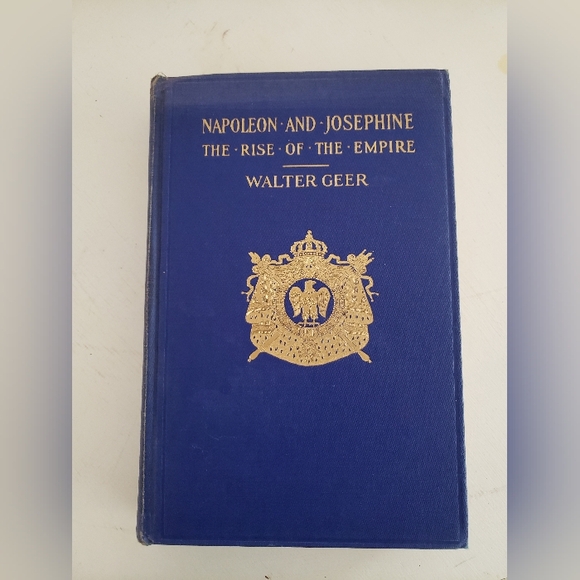 NAPOLEON · AND · JOSEPHINE
THE · RISE · OF · THE · EMPIRE
WALTER GEER